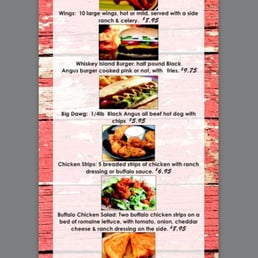 Wings: 10 large wings, hot or mild, served with a side
ranch & celery. $8.95
Whiskey Island Burger: half pound Black
Angus burger cooked pink or not, with fries. $9.75
Big Dawg: 1/4lb Black Angus all beef hot dog with
chips $5.95
Chicken Strips: 5 breaded strips of chicken with ranch
dressing or buffalo sauce. $6.95
Buffalo Chicken Salad: Two buffalo chicken strips on a
bed of romaine lettuce, with tomato, onion, cheddar
cheese & ranch dressing on the side. $8.95